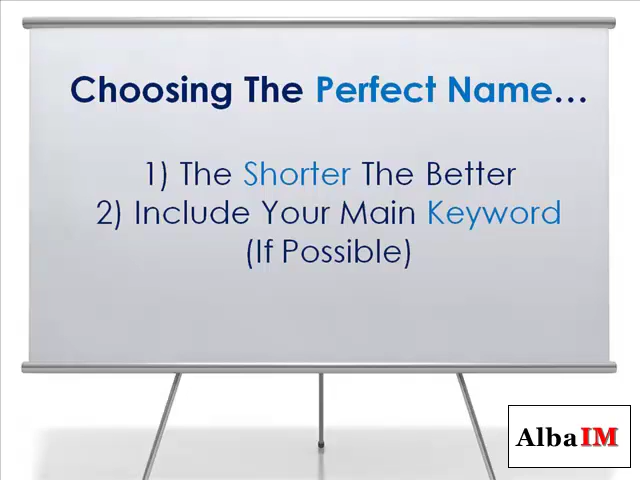 Choosing The Perfect Name…
1) The Shorter The Better
2) Include Your Main Keyword
(If Possible)
AlbaIM